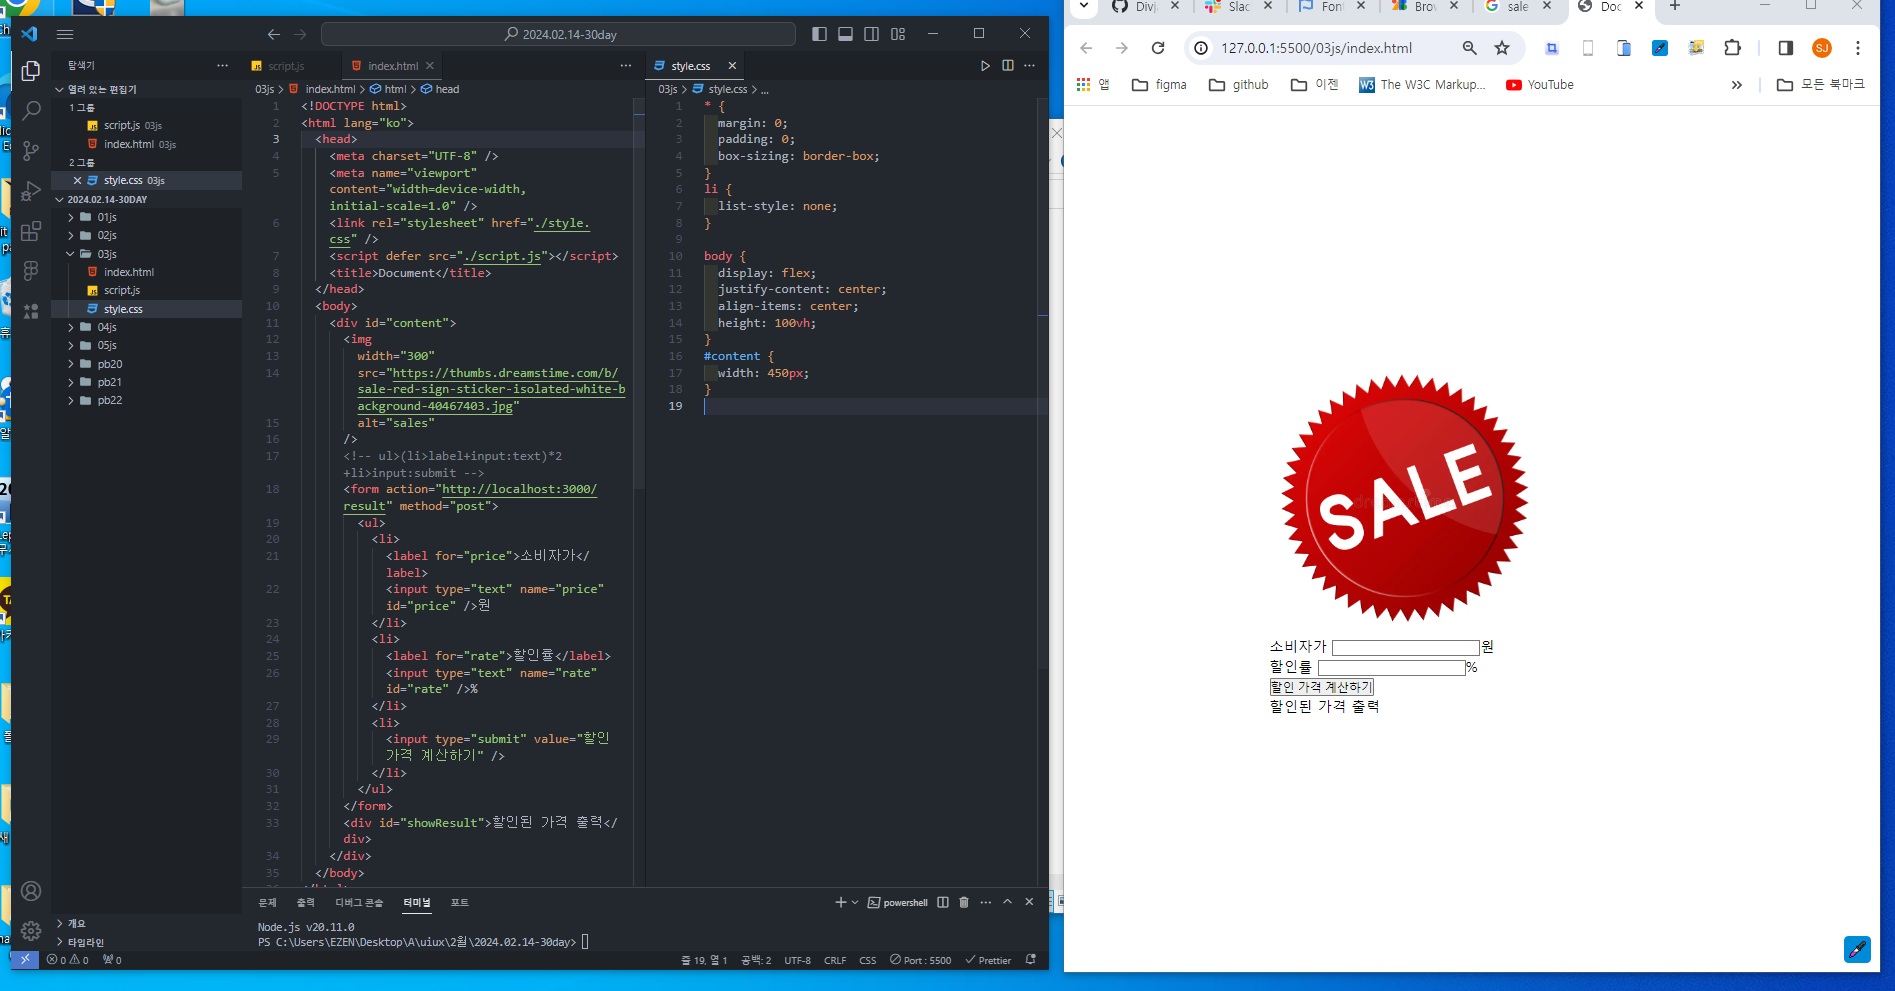 2024.02.14-30day
탐색기
열려 있는 편집기
1 그룹
script.js 03js
index.html 03js
2 그룹
style.css 03js
2024.02.14-30DAY
01js
02js
03js
index.html
script.js
style.css
04js
05js
pb20
pb21
pb22
개요
타임라인
script.js
index.html
03js > index.html > html > head
1 <!DOCTYPE html>
2 <html lang="ko">
3 <head>
4 <meta charset="UTF-8" />
5 <meta name="viewport"
content="width=device-width,
initial-scale=1.0" />
6 <link rel="stylesheet" href="./style.
css" />
7 <script defer src="./script.js"></script>
8 <title>Document</title>
9 </head>
10 <body>
11 <div id="content">
12 <img
13 width="300"
14 src="https://thumbs.dreamstime.com/b/
sale-red-sign-sticker-isolated-white-b
ackground-40467403.jpg"
15 alt="sales"
16 />
17 <!-- ul>(li>label+input:text)*2
+li>input:submit -->
18 <form action="http://localhost:3000/
result" method="post">
19 <ul>
20 <li>
21 <label for="price">소비자가</
label>
22 <input type="text" name="price"
id="price" />원
23 </li>
24 <li>
25 <label for="rate">할인률</label>
26 <input type="text" name="rate"
id="rate" />%
27 </li>
28 <li>
29 <input type="submit" value="할인
가격 계산하기" />
30 </li>
31 </ul>
32 </form>
33 <div id="showResult">할인된 가격 출력</
div>
34 </div>
35 </body>
style.css
03js > style.css > ...
1 * {
2 margin: 0;
3 padding: 0;
4 box-sizing: border-box;
5 }
6 li {
7 list-style: none;
8 }
9
10 body {
11 display: flex;
12 justify-content: center;
13 align-items: center;
14 height: 100vh;
15 }
16 #content {
17 width: 450px;
18 }
19
문제 출력 디버그 콘솔 터미널 포트
powershell
Node.js v20.11.0
PS C:\Users\EZEN\Desktop\A\uiux\2월\2024.02.14-30day>
0 0 0
줄 19, 열 1 공백: 2 UTF-8 CRLF CSS Port : 5500 Prettier
Divj Slac Font Brow sale Doc
127.0.0.1:5500/03js/index.html
SJ
앱 figma github 이젠 The W3C Markup... YouTube » 모든 북마크
SALE
소비자가 원
할인률 %
할인 가격 계산하기
할인된 가격 출력